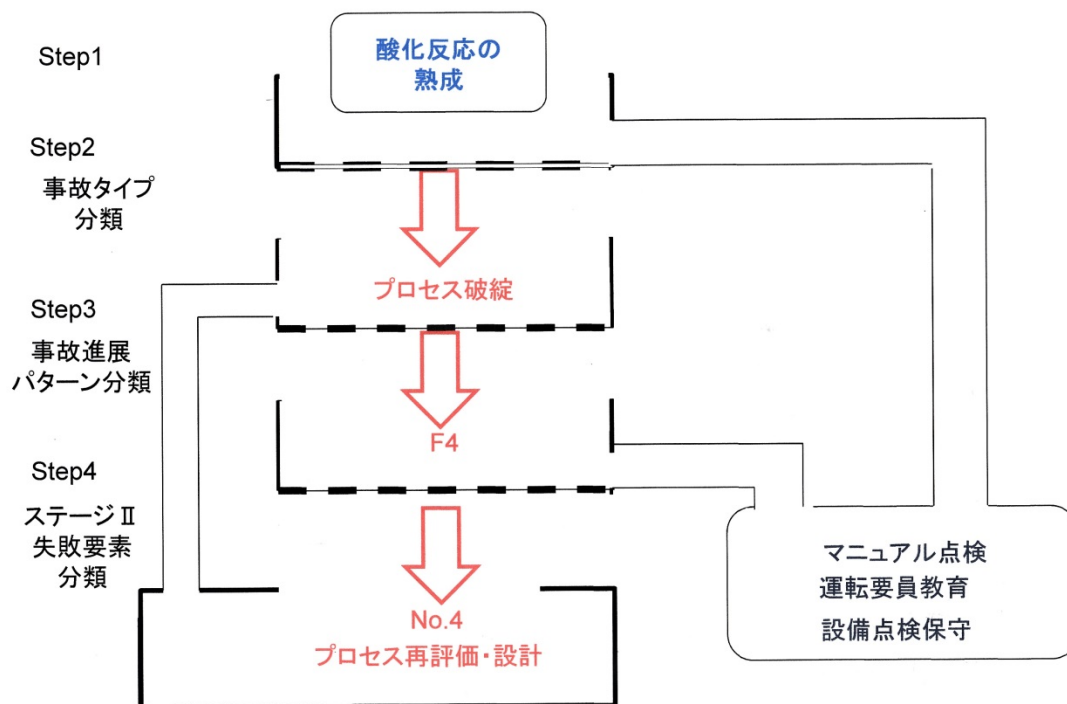 Step1
酸化反応の
熟成
Step2
事故タイプ
分類
プロセス破綻
Step3
事故進展
パターン分類
F4
Step4
ステージⅡ
失敗要素
分類
No.4
プロセス再評価・設計
マニュアル点検
運転要員教育
設備点検保守